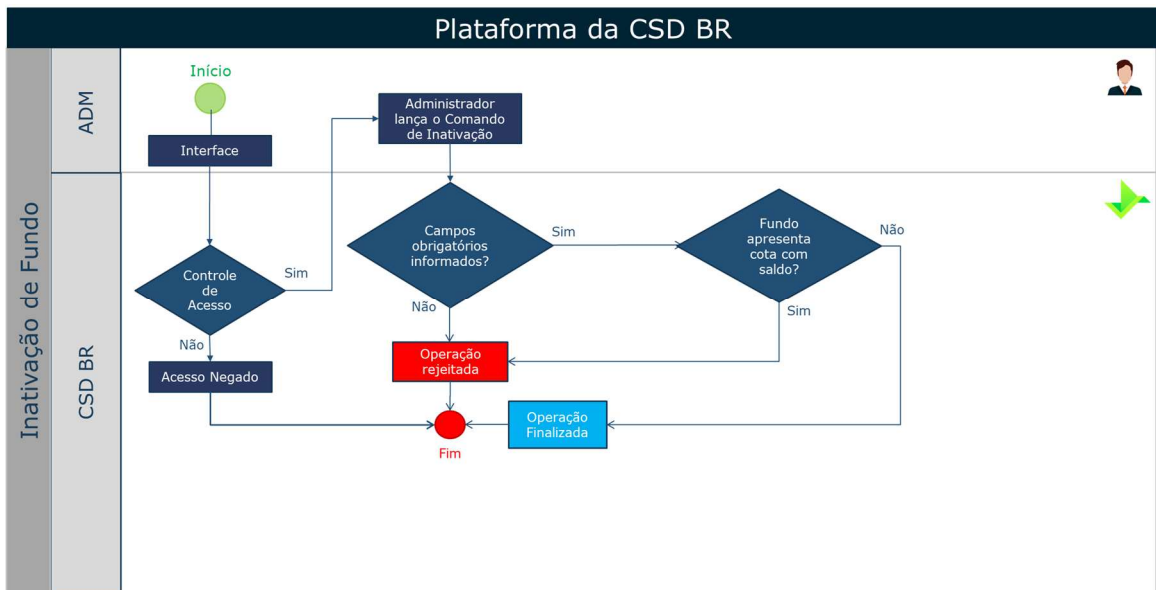 Plataforma da CSD BR
Inativação de Fundo
ADM
CSD BR
Início
Interface
Administrador
lança o Comando
de Inativação
Controle
de
Acesso
Sim
Não
Acesso Negado
Campos
obrigatórios
informados?
Sim
Não
Fundo
apresenta
cota com
saldo?
Não
Sim
Operação
rejeitada
Operação
Finalizada
Fim